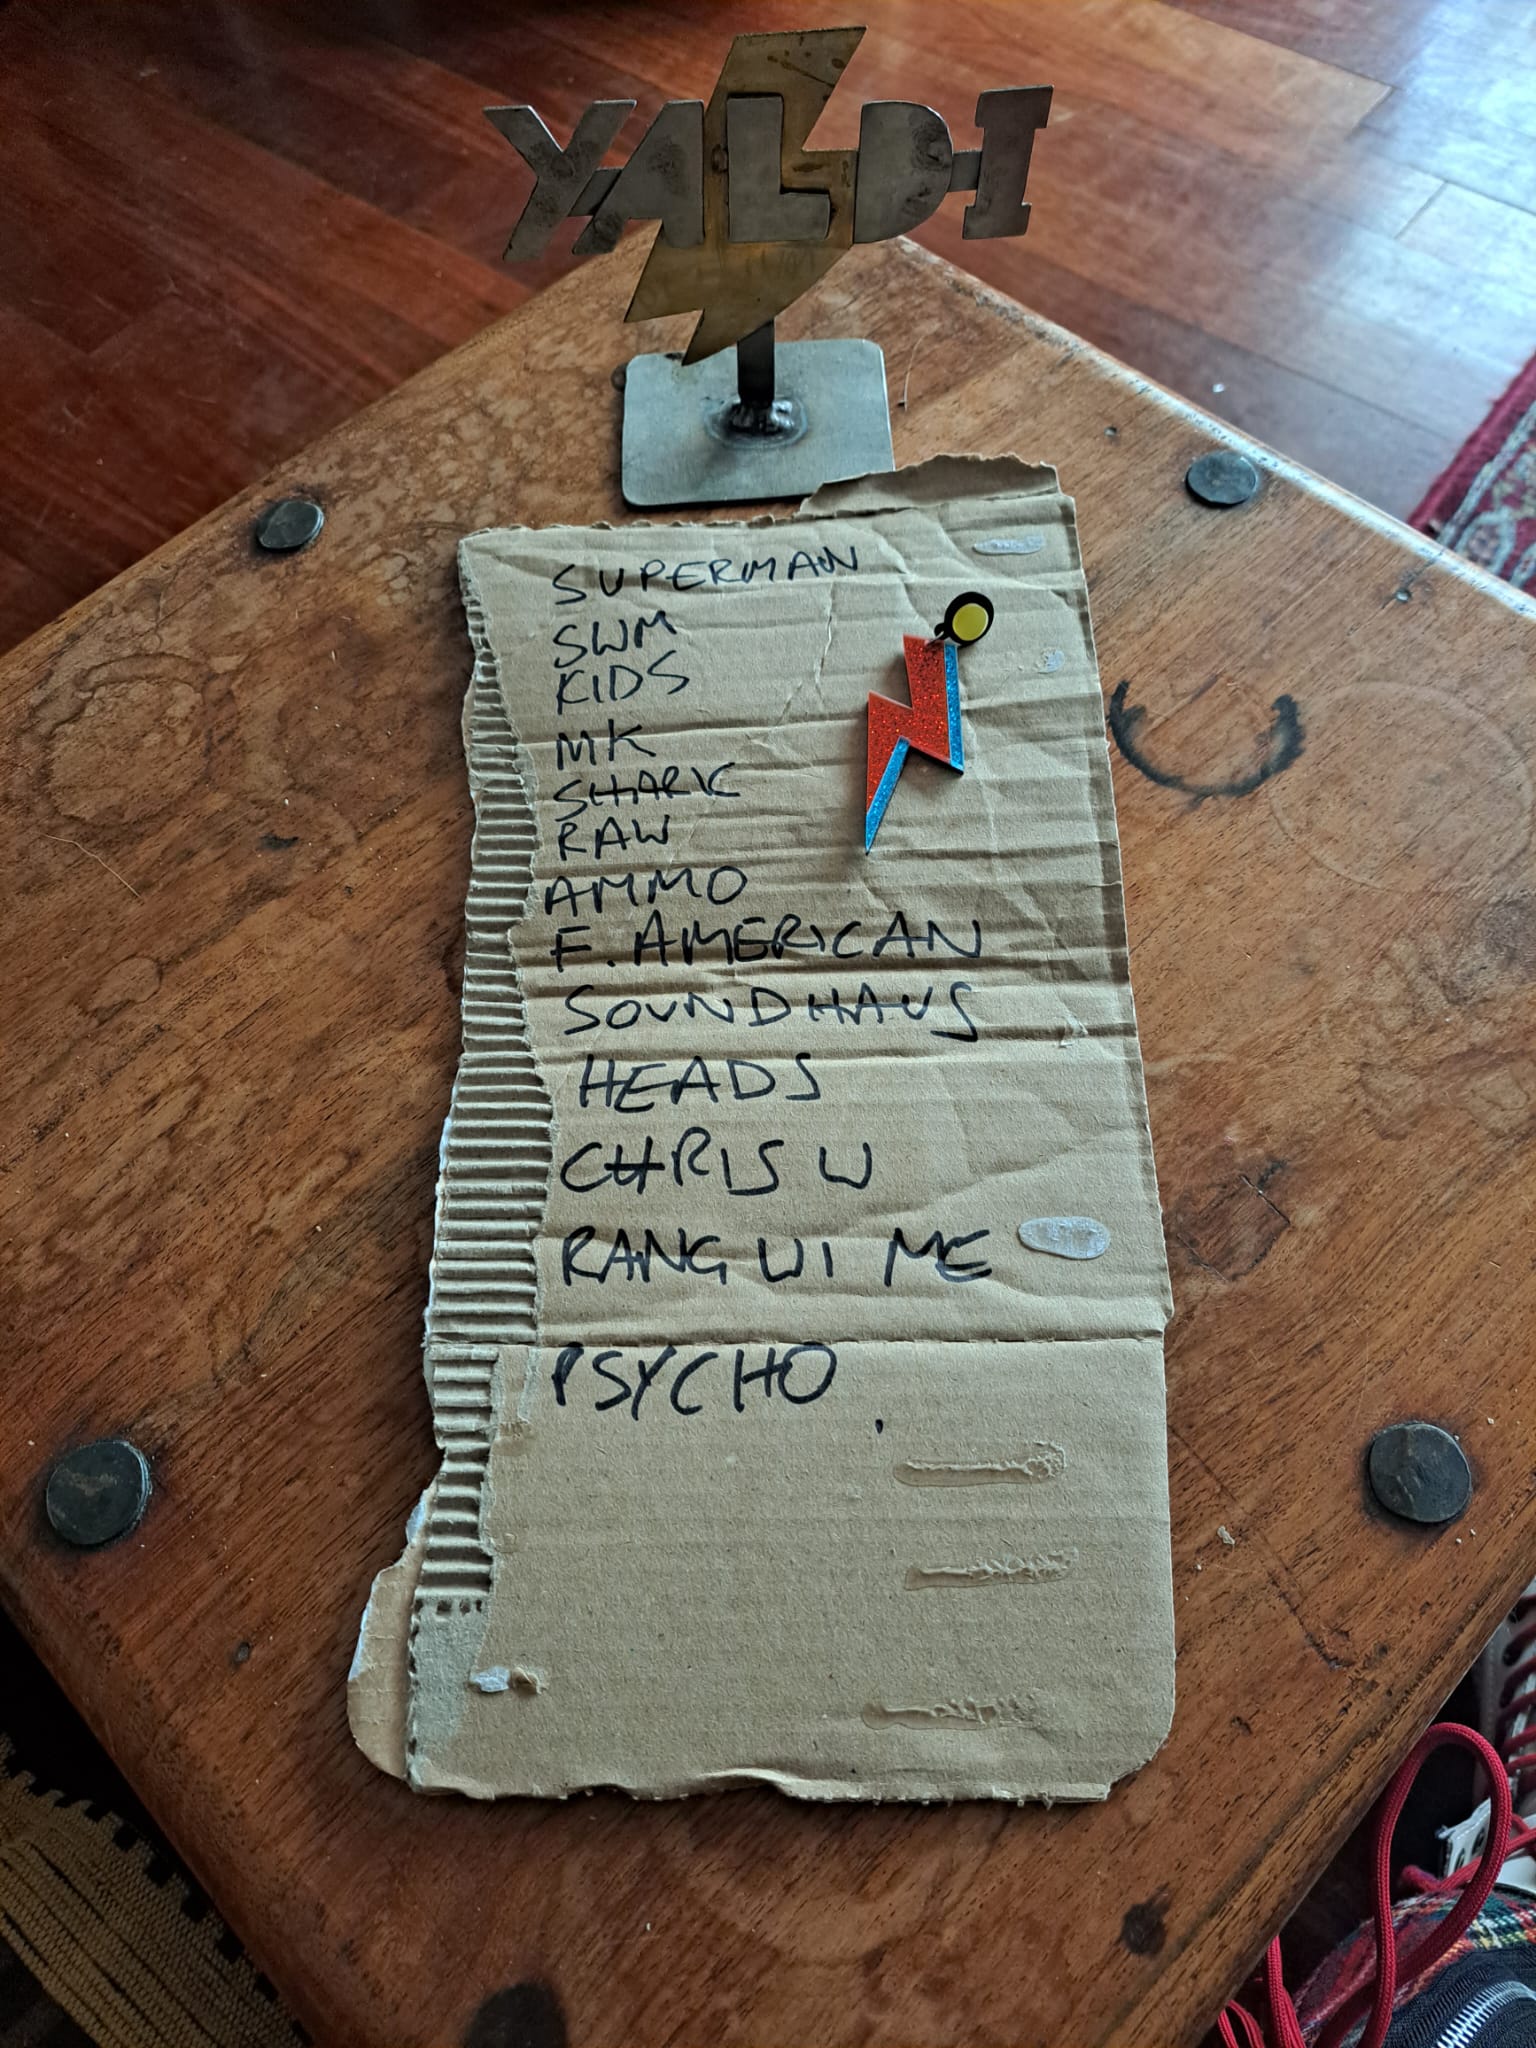 YALDI
SUPERMAN
SWM
KIDS
MK
SHARK
RAW
AMMO
F. AMERICAN
SOUNDHAUS
HEADS
CHRIS W
RANG WI ME
PSYCHO